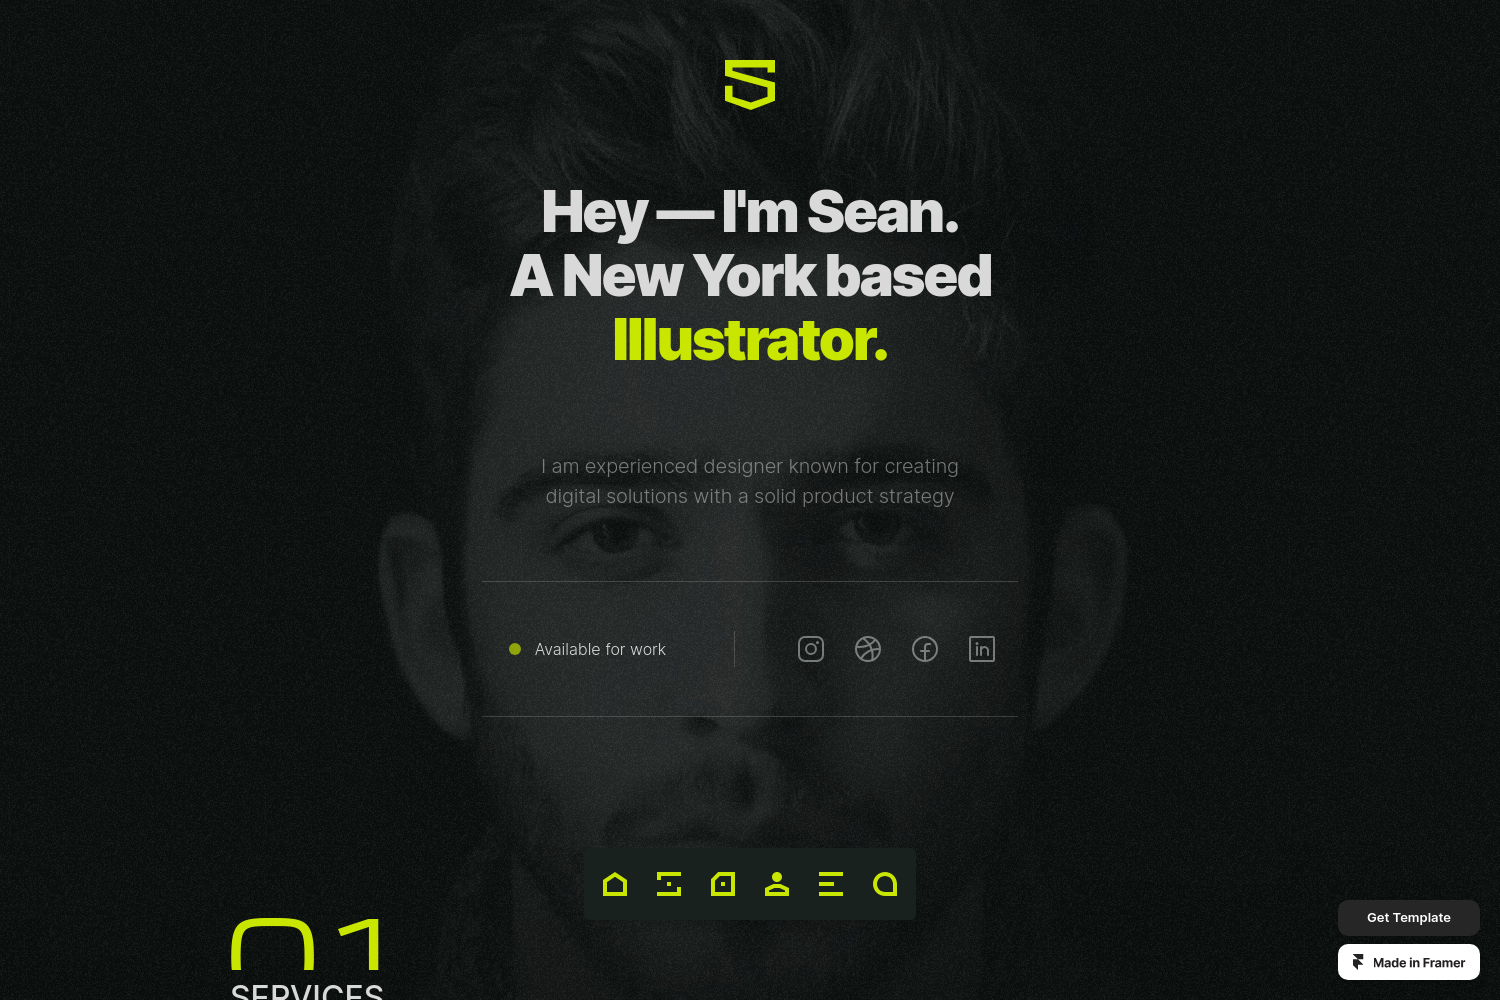 Hey — I'm Sean.
A New York based
Illustrator.
I am experienced designer known for creating
digital solutions with a solid product strategy
Available for work
01
SERVICES
Get Template
Made in Framer